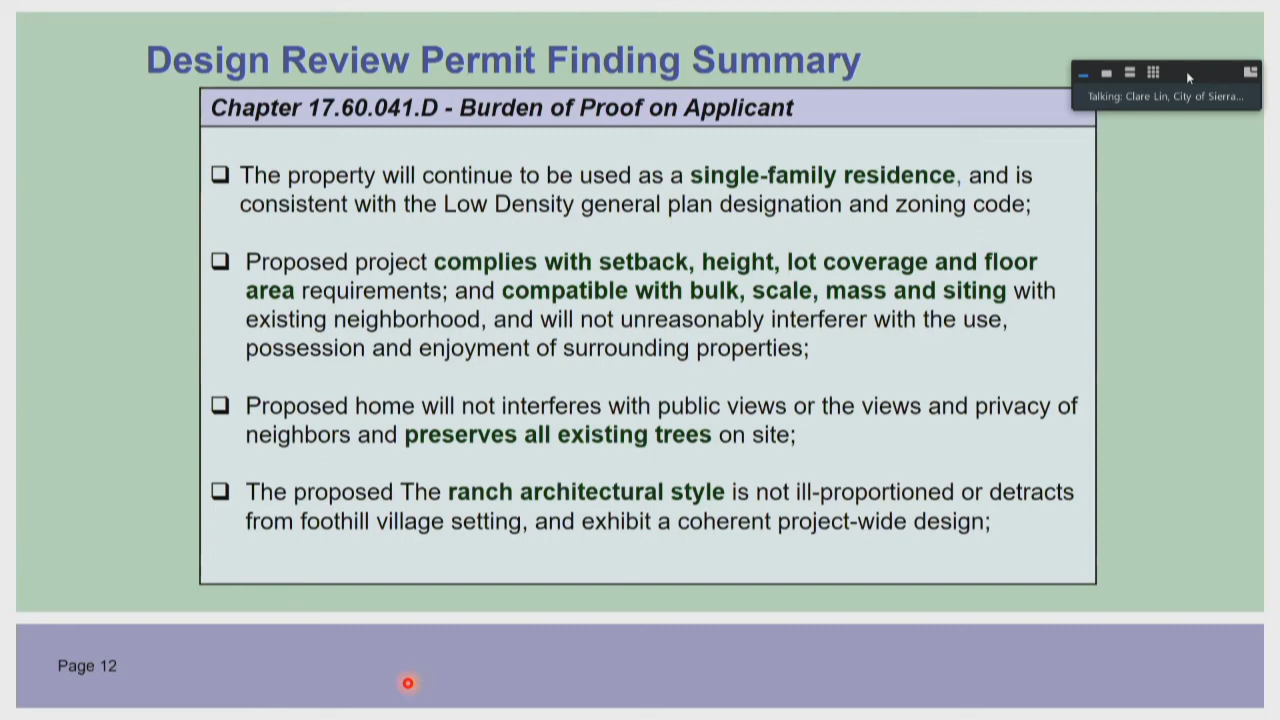 Design Review Permit Finding Summary
Chapter 17.60.041.D - Burden of Proof on Applicant
Talking: Clare Lin, City of Sierra...
The property will continue to be used as a single-family residence, and is
consistent with the Low Density general plan designation and zoning code;
Proposed project complies with setback, height, lot coverage and floor
area requirements; and compatible with bulk, scale, mass and siting with
existing neighborhood, and will not unreasonably interferer with the use,
possession and enjoyment of surrounding properties;
Proposed home will not interferes with public views or the views and privacy of
neighbors and preserves all existing trees on site;
The proposed The ranch architectural style is not ill-proportioned or detracts
from foothill village setting, and exhibit a coherent project-wide design;
Page 12